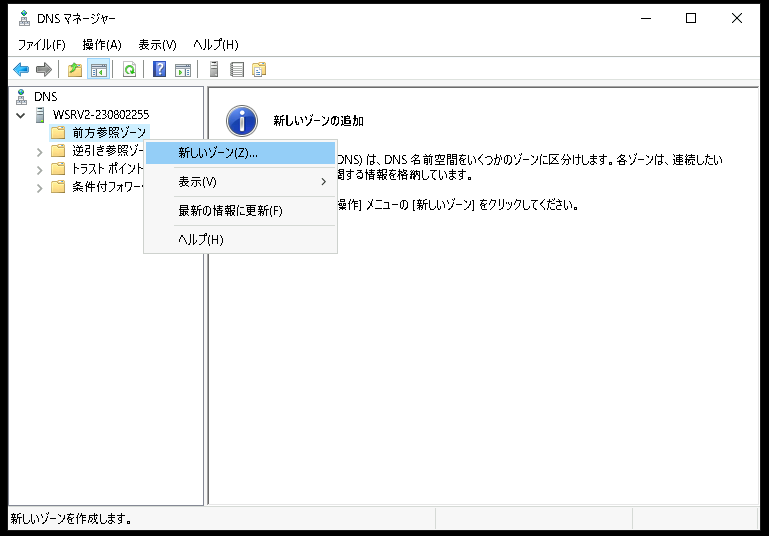 DNS マネージャー
ファイル(F) 操作(A) 表示(V) ヘルプ(H)
DNS
WSRV2-230802255
前方参照ゾーン
逆引き参照ゾー
トラスト ポイント
条件付フォワー
新しいゾーン(Z)...
表示(V)
最新の情報に更新(F)
ヘルプ(H)
新しいゾーンの追加
DNS) は、DNS 名前空間をいくつかのゾーンに区分けします。各ゾーンは、連続したい
関する情報を格納しています。
操作] メニューの [新しいゾーン] をクリックしてください。
新しいゾーンを作成します。